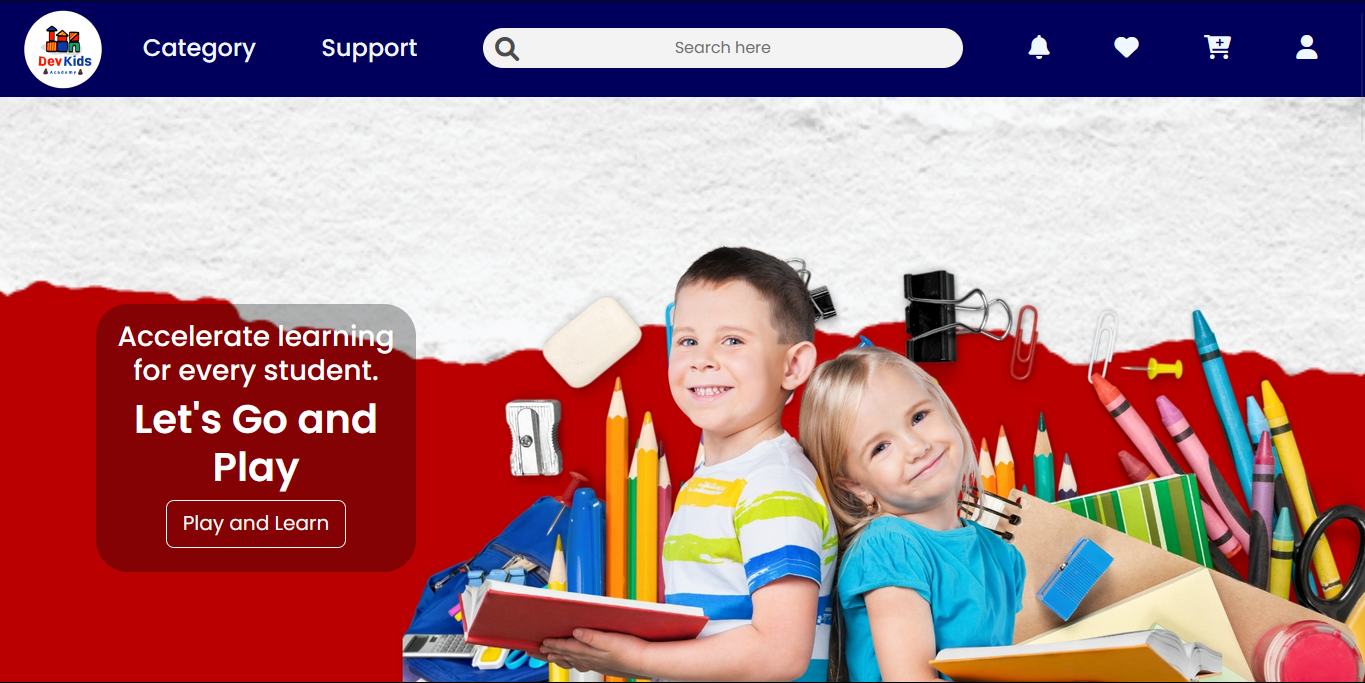 DevKids
Academy
Category
Support
Search here
Accelerate learning
for every student.
Let's Go and
Play
Play and Learn